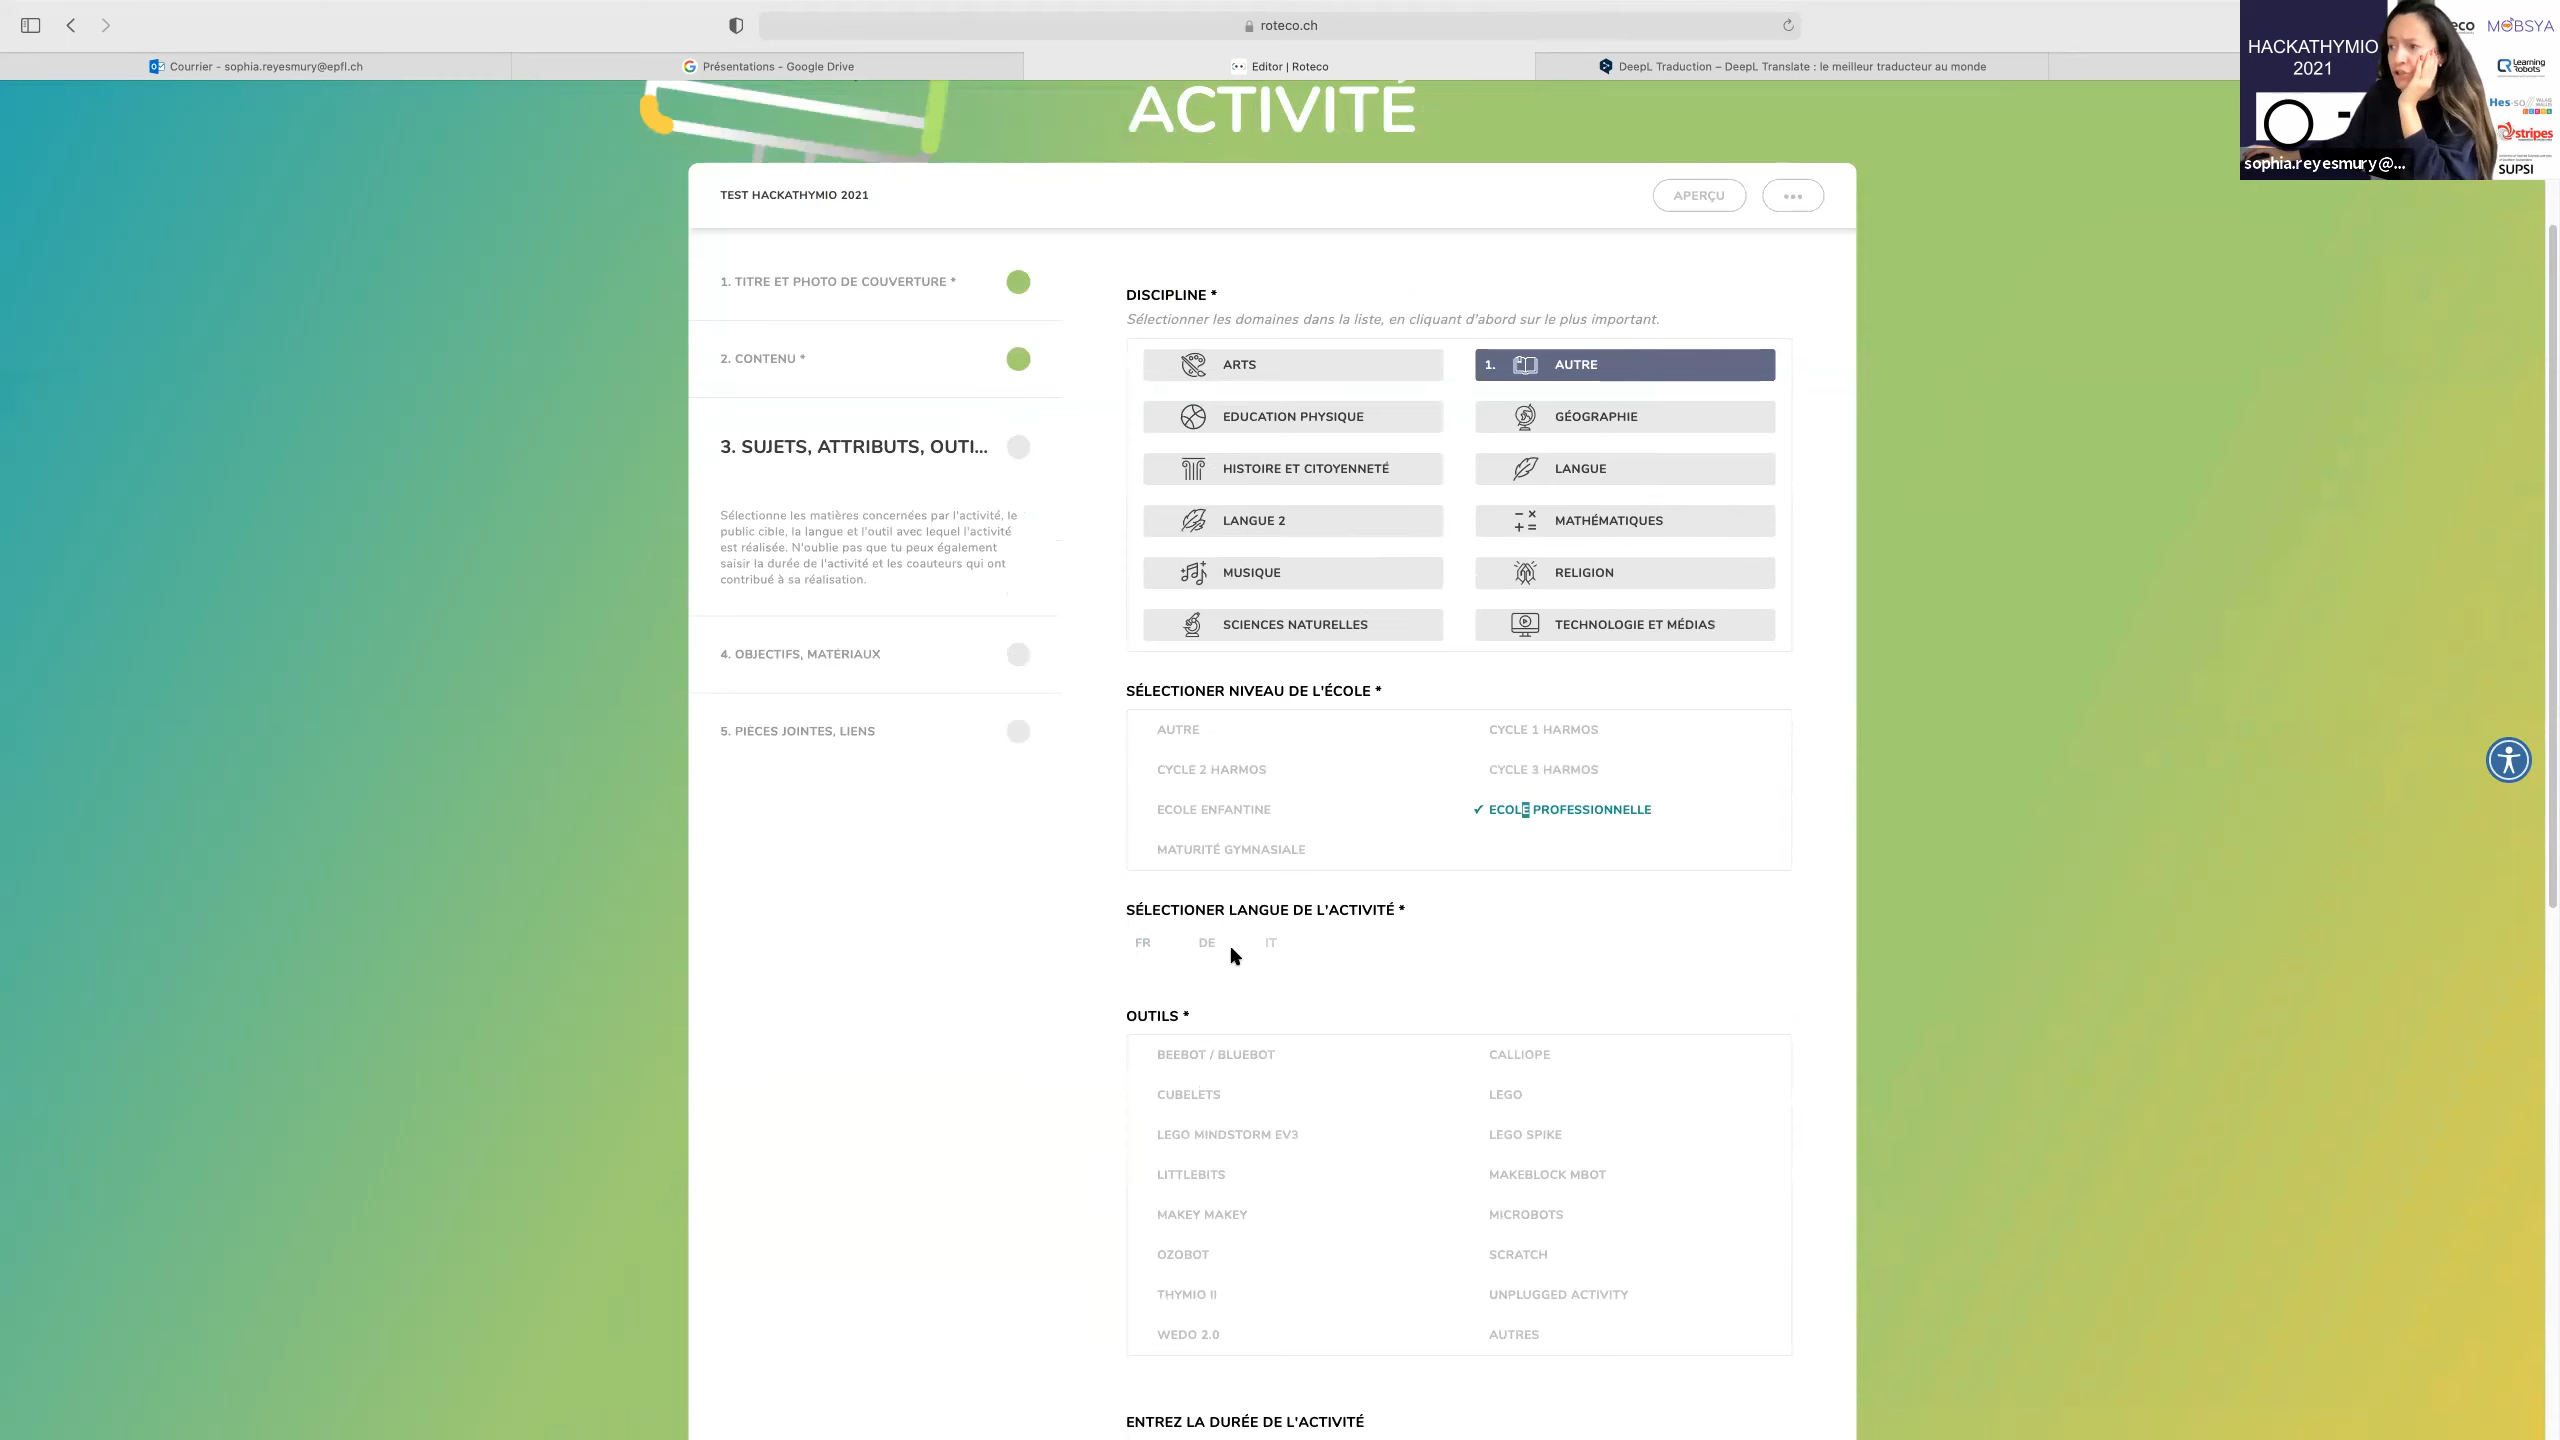 roteco.ch
Courrier - sophia.reyesmury@epfl.ch
Présentations - Google Drive
Editor | Roteco
DeepL Traduction – DeepL Translate : le meilleur traducteur au monde
HACKATHYMIO
2021
eco
MOBSYA
Learning
Robots
Hes-so
stripes
SUPSI
sophia.reyesmury@...
ACTIVITÉ
TEST HACKATHYMIO 2021
APERÇU
1. TITRE ET PHOTO DE COUVERTURE *
2. CONTENU *
3. SUJETS, ATTRIBUTS, OUTI...
Sélectionne les matières concernées par l'activité, le
public cible, la langue et l'outil avec lequel l'activité
est réalisée. N'oublie pas que tu peux également
saisir la durée de l'activité et les coauteurs qui ont
contribué à sa réalisation.
4. OBJECTIFS, MATÉRIAUX
5. PIÈCES JOINTES, LIENS
DISCIPLINE *
Sélectionner les domaines dans la liste, en cliquant d'abord sur le plus important.
ARTS
1. AUTRE
EDUCATION PHYSIQUE
GÉOGRAPHIE
HISTOIRE ET CITOYENNETÉ
LANGUE
LANGUE 2
MATHÉMATIQUES
MUSIQUE
RELIGION
SCIENCES NATURELLES
TECHNOLOGIE ET MÉDIAS
SÉLECTIONER NIVEAU DE L'ÉCOLE *
AUTRE
CYCLE 1 HARMOS
CYCLE 2 HARMOS
CYCLE 3 HARMOS
ECOLE ENFANTINE
✓ ECOLE PROFESSIONNELLE
MATURITÉ GYMNASIALE
SÉLECTIONER LANGUE DE L'ACTIVITÉ *
FR DE IT
OUTILS *
BEEBOT / BLUEBOT
CALLIOPE
CUBELETS
LEGO
LEGO MINDSTORM EV3
LEGO SPIKE
LITTLEBITS
MAKEBLOCK MBOT
MAKEY MAKEY
MICROBOTS
OZOBOT
SCRATCH
THYMIO II
UNPLUGGED ACTIVITY
WEDO 2.0
AUTRES
ENTREZ LA DURÉE DE L'ACTIVITÉ